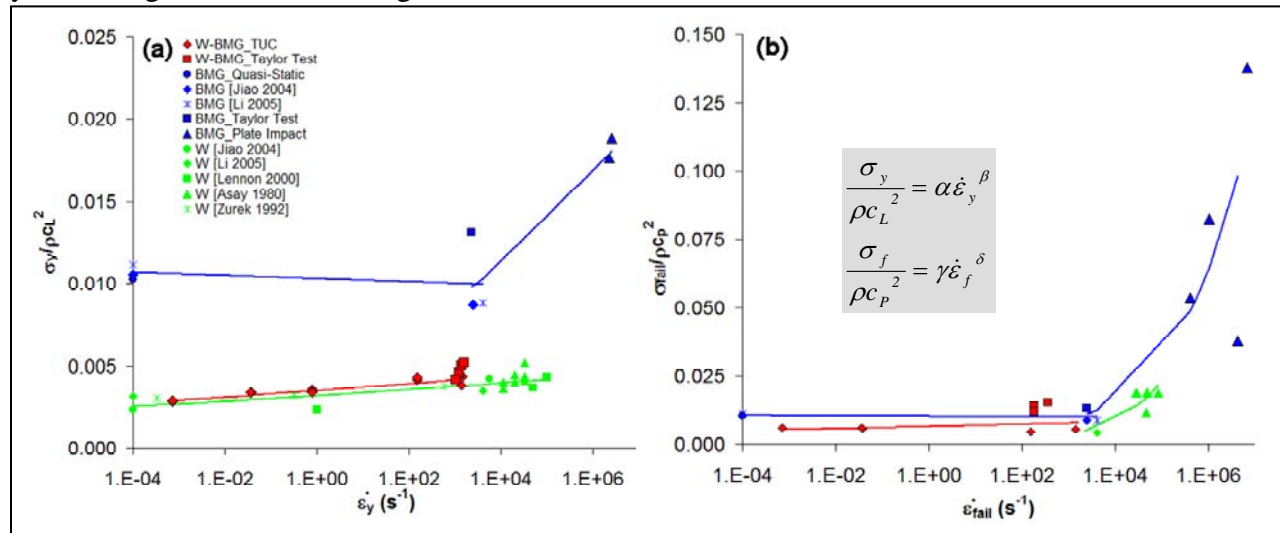 (a)
0.025
0.020
0.015
0.010
0.005
0.000
σy/ρcL²
W-BMG_TUC
W-BMG_Taylor Test
BMG_Quasi-Static
BMG [Jiao 2004]
BMG [Li 2005]
BMG_Taylor Test
BMG_Plate Impact
W [Jiao 2004]
W [Li 2005]
W [Lennon 2000]
W [Asay 1980]
W [Zurek 1992]
1.E-04 1.E-02 1.E+00 1.E+02 1.E+04 1.E+06
ε̇y (s⁻¹)
(b)
0.150
0.125
0.100
0.075
0.050
0.025
0.000
σfail/ρcP²
σy/ρcL² = αε̇y^β
σf/ρcP² = γε̇f^δ
1.E-04 1.E-02 1.E+00 1.E+02 1.E+04 1.E+06
ε̇fail (s⁻¹)